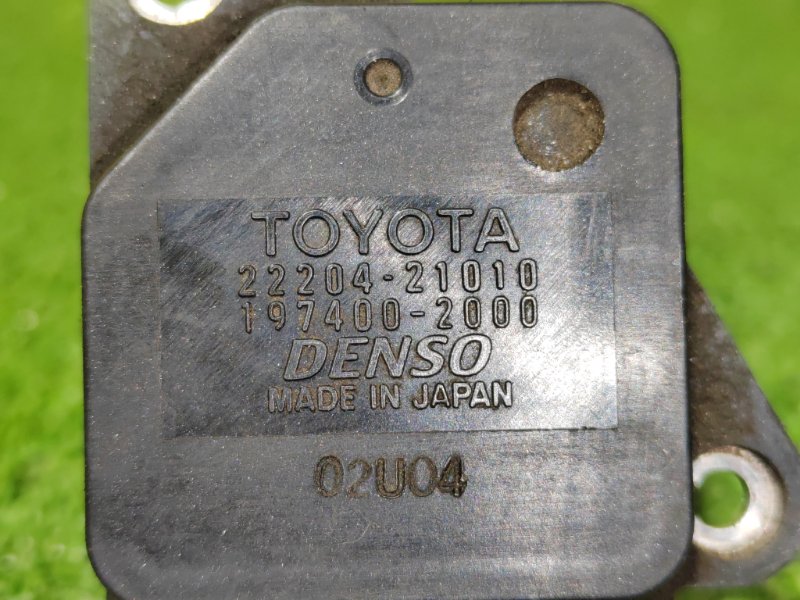 TOYOTA
22204-21010
197400-2000
DENSO
MADE IN JAPAN
02U04